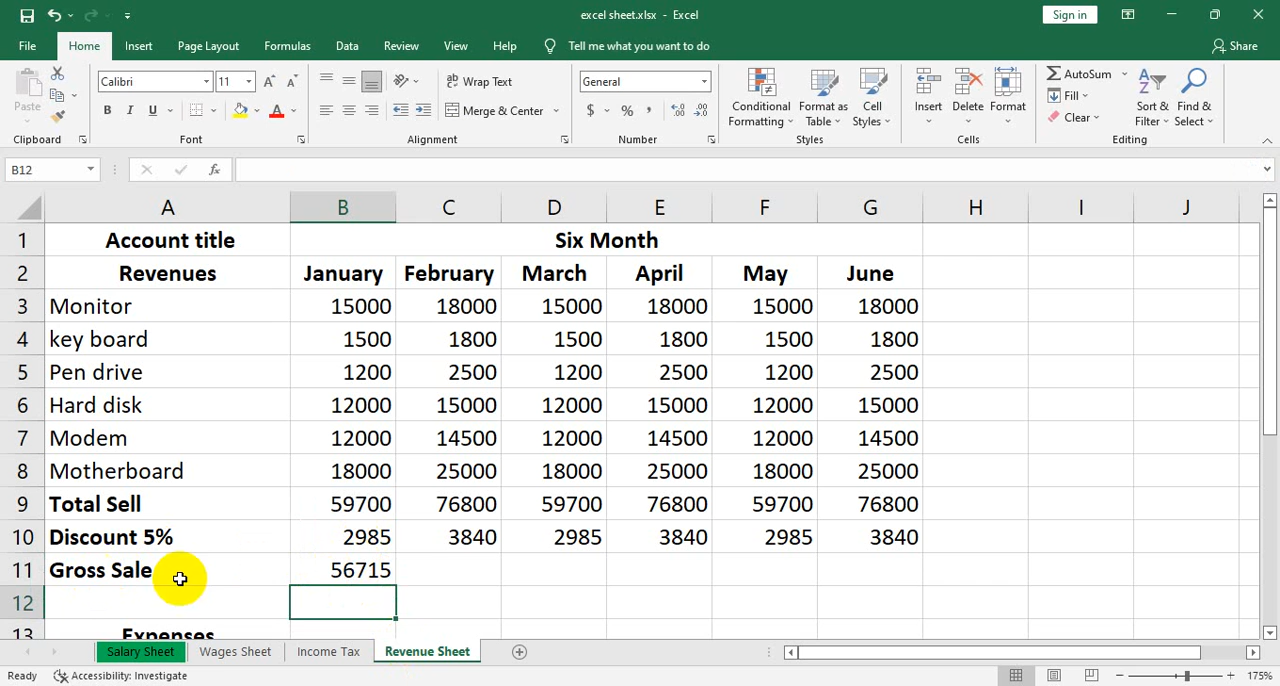 excel sheet.xlsx - Excel
Sign in
File Home Insert Page Layout Formulas Data Review View Help Tell me what you want to do Share
Paste
Calibri 11
B I U A
Wrap Text
Merge & Center
General
$ %
Conditional Formatting
Format as Table
Cell Styles
Insert
Delete
Format
AutoSum
Fill
Clear
Sort & Filter
Find & Select
Clipboard Font Alignment Number Styles Cells Editing
B12 fx
A B C D E F G H I J
1 Account title Six Month
2 Revenues January February March April May June
3 Monitor 15000 18000 15000 18000 15000 18000
4 key board 1500 1800 1500 1800 1500 1800
5 Pen drive 1200 2500 1200 2500 1200 2500
6 Hard disk 12000 15000 12000 15000 12000 15000
7 Modem 12000 14500 12000 14500 12000 14500
8 Motherboard 18000 25000 18000 25000 18000 25000
9 Total Sell 59700 76800 59700 76800 59700 76800
10 Discount 5% 2985 3840 2985 3840 2985 3840
11 Gross Sale 56715
12
13 Expenses
Salary Sheet Wages Sheet Income Tax Revenue Sheet
Ready Accessibility: Investigate 175%